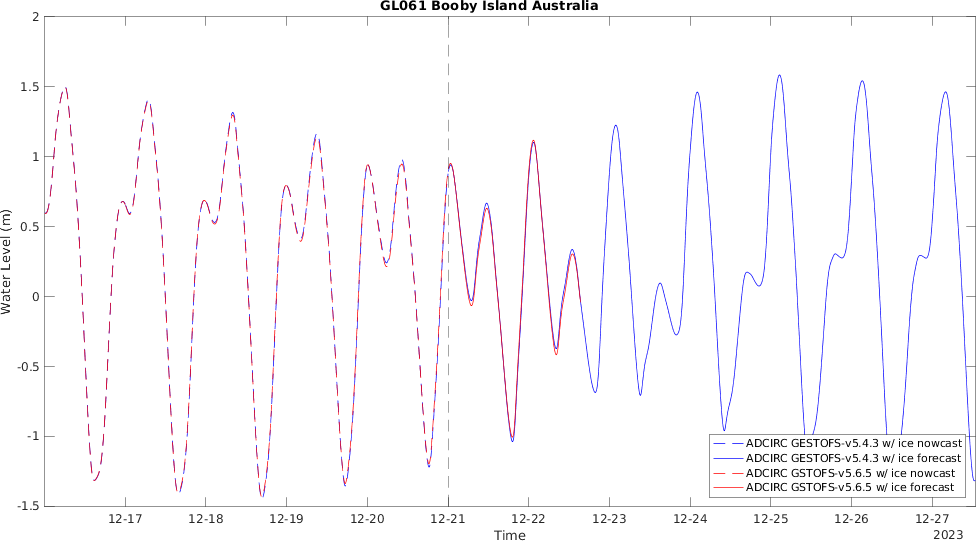 GL061 Booby Island Australia
2
1.5
1
0.5
0
-0.5
-1
-1.5
Water Level (m)
ADCIRC GESTOFS-v5.4.3 w/ ice nowcast
ADCIRC GESTOFS-v5.4.3 w/ ice forecast
ADCIRC GSTOFS-v5.6.5 w/ ice nowcast
ADCIRC GSTOFS-v5.6.5 w/ ice forecast
12-17 12-18 12-19 12-20 12-21 12-22 12-23 12-24 12-25 12-26 12-27
Time
2023